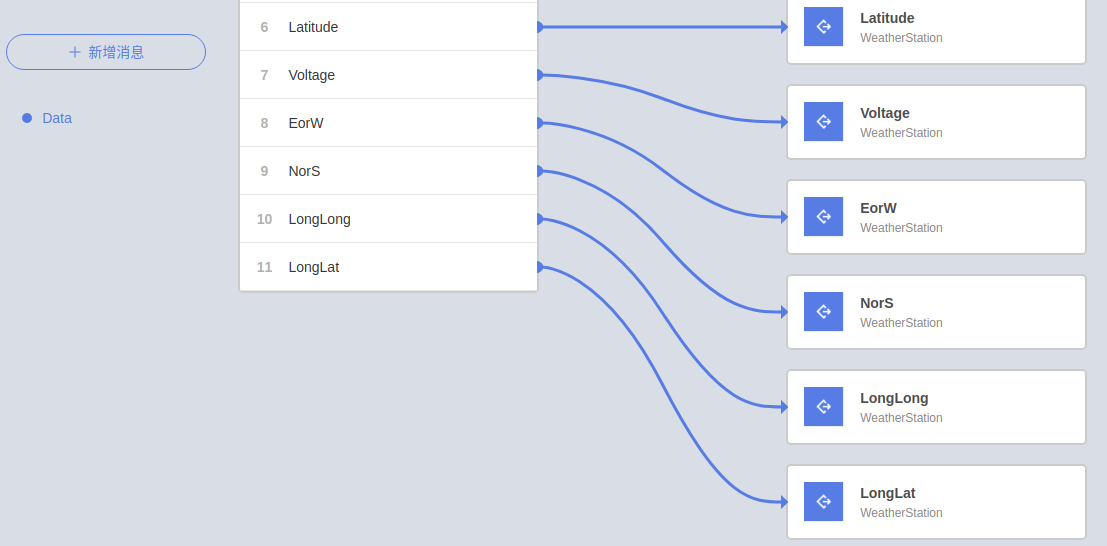 新增消息
Data
6 Latitude
7 Voltage
8 EorW
9 NorS
10 LongLong
11 LongLat
Latitude
WeatherStation
Voltage
WeatherStation
EorW
WeatherStation
NorS
WeatherStation
LongLong
WeatherStation
LongLat
WeatherStation